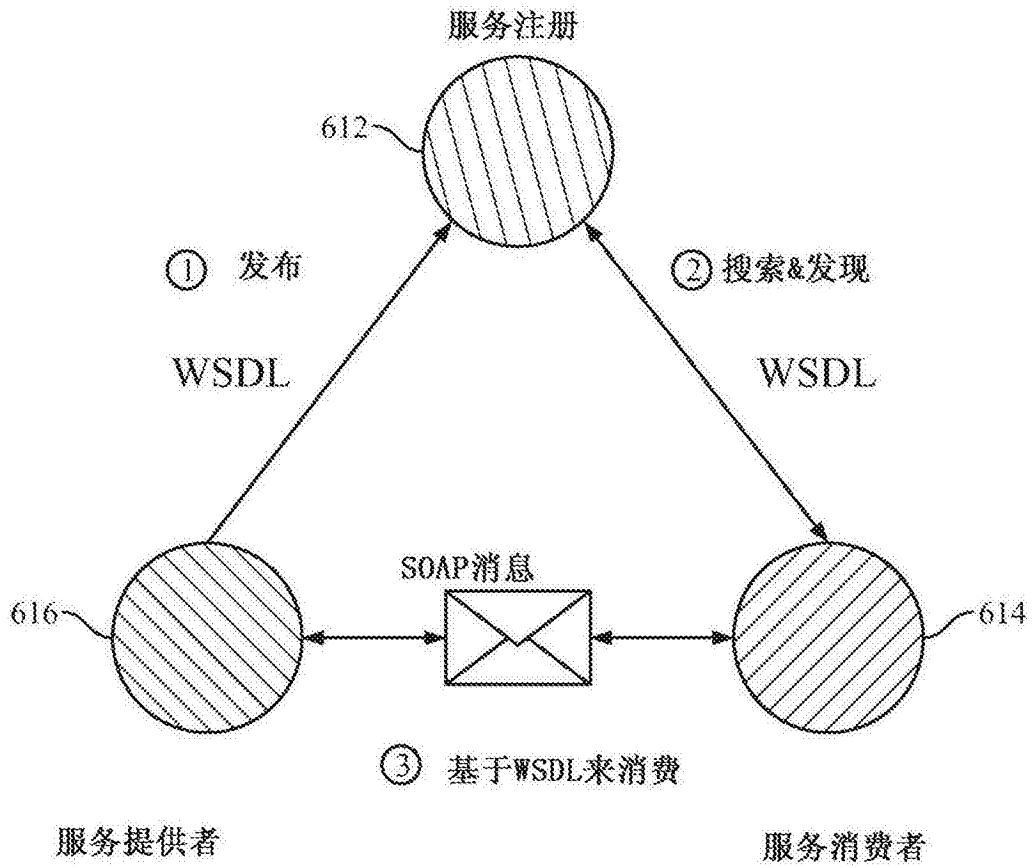 服务注册
612
① 发布
② 搜索&发现
WSDL
WSDL
SOAP消息
616
614
③ 基于WSDL来消费
服务提供者
服务消费者